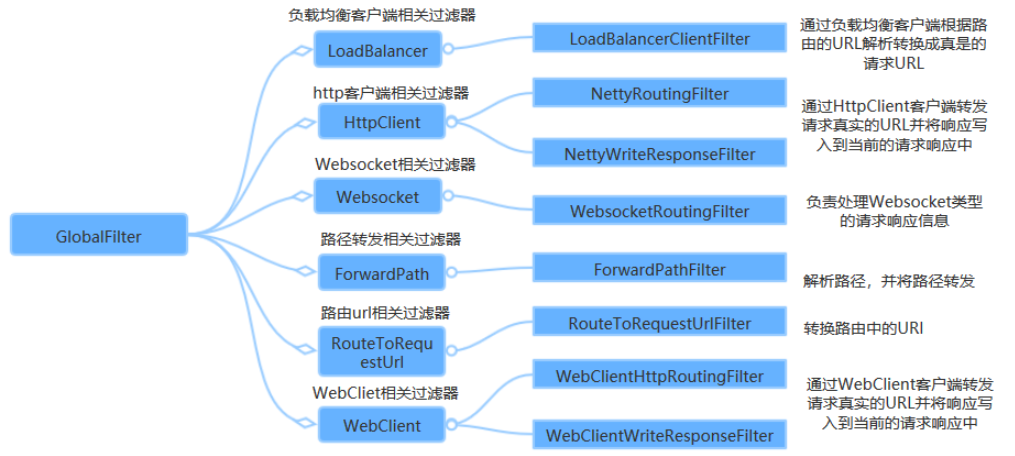 负载均衡客户端相关过滤器
LoadBalancer
LoadBalancerClientFilter
通过负载均衡客户端根据路
由的URL解析转换成真是的
请求URL
http客户端相关过滤器
HttpClient
NettyRoutingFilter
NettyWriteResponseFilter
通过HttpClient客户端转发
请求真实的URL并将响应写
入到当前的请求响应中
Websocket相关过滤器
Websocket
WebsocketRoutingFilter
负责处理Websocket类型
的请求响应信息
GlobalFilter
路径转发相关过滤器
ForwardPath
ForwardPathFilter
解析路径，并将路径转发
路由url相关过滤器
RouteToRequ
estUrl
RouteToRequestUrlFilter
转换路由中的URI
WebCliet相关过滤器
WebClient
WebClientHttpRoutingFilter
WebClientWriteResponseFilter
通过WebClient客户端转发
请求真实的URL并将响应写
入到当前的请求响应中